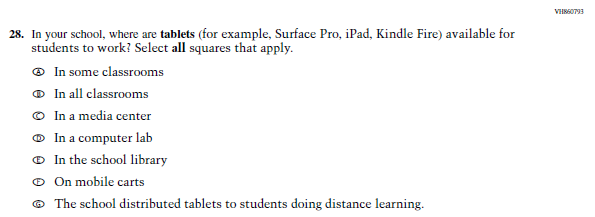 VH860793
28. In your school, where are tablets (for example, Surface Pro, iPad, Kindle Fire) available for
students to work? Select all squares that apply.
Ⓐ In some classrooms
Ⓑ In all classrooms
Ⓒ In a media center
Ⓓ In a computer lab
Ⓔ In the school library
Ⓕ On mobile carts
Ⓖ The school distributed tablets to students doing distance learning.